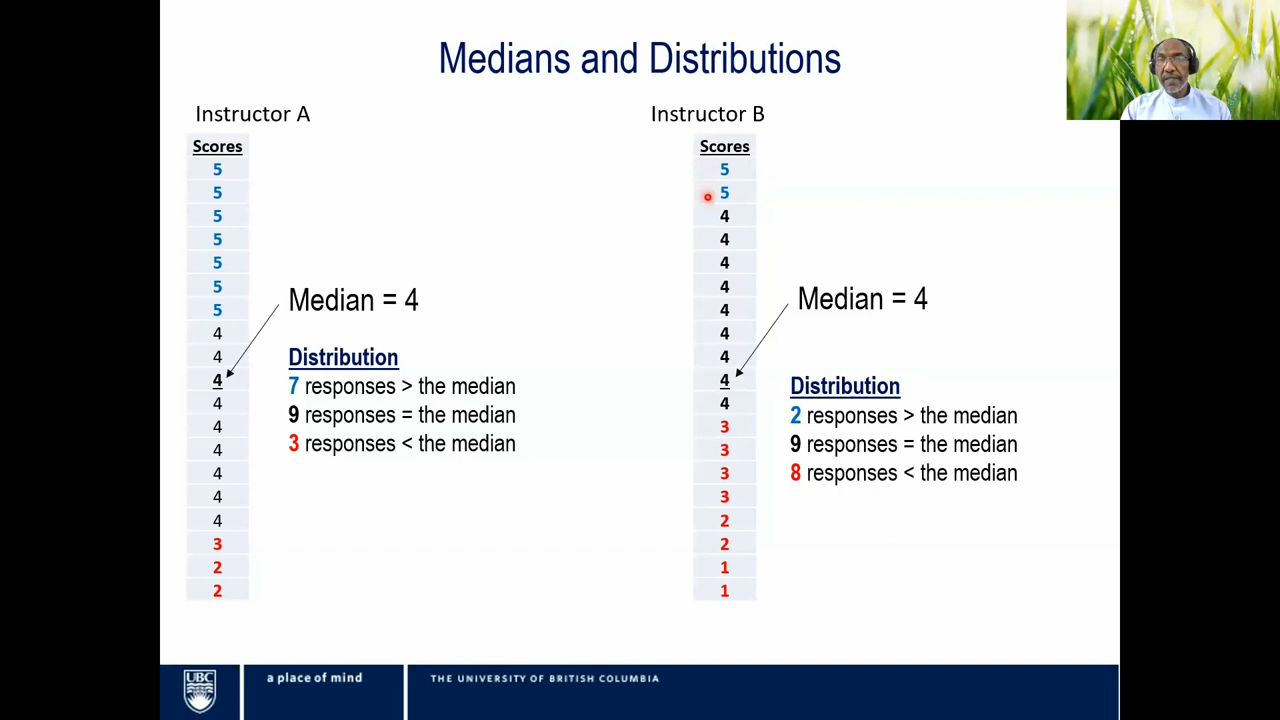 Medians and Distributions
Instructor A
Scores
5
5
5
5
5
5
5
4
4
4
4
4
4
4
4
4
3
2
2
Median = 4
Distribution
7 responses > the median
9 responses = the median
3 responses < the median
Instructor B
Scores
5
5
4
4
4
4
4
4
4
4
4
3
3
3
3
2
2
1
1
Median = 4
Distribution
2 responses > the median
9 responses = the median
8 responses < the median
UBC
a place of mind
THE UNIVERSITY OF BRITISH COLUMBIA